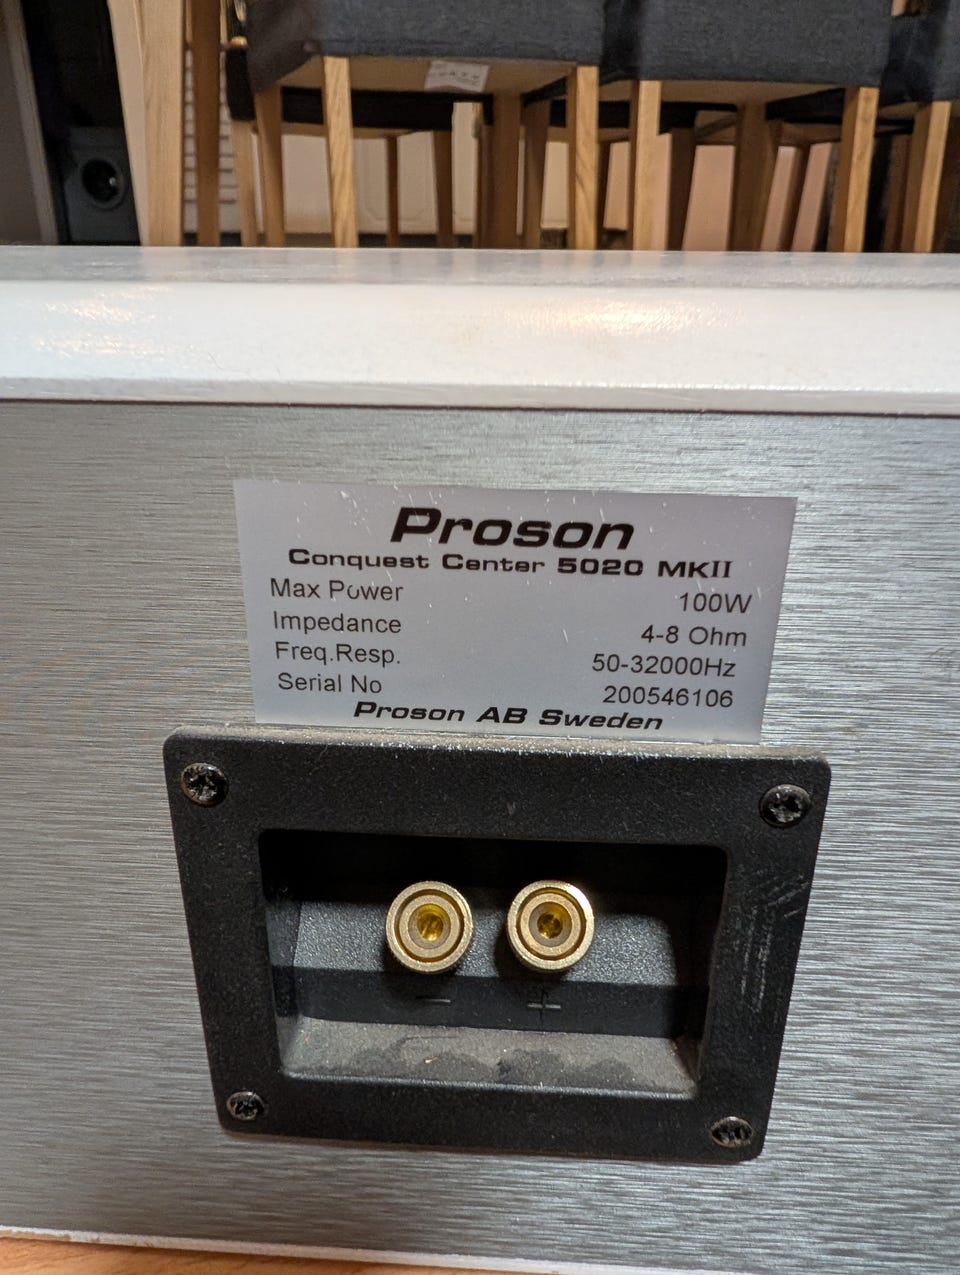 Proson
Conquest Center 5020 MKII
Max Power 100W
Impedance 4-8 Ohm
Freq.Resp. 50-32000Hz
Serial No 200546106
Proson AB Sweden
− +